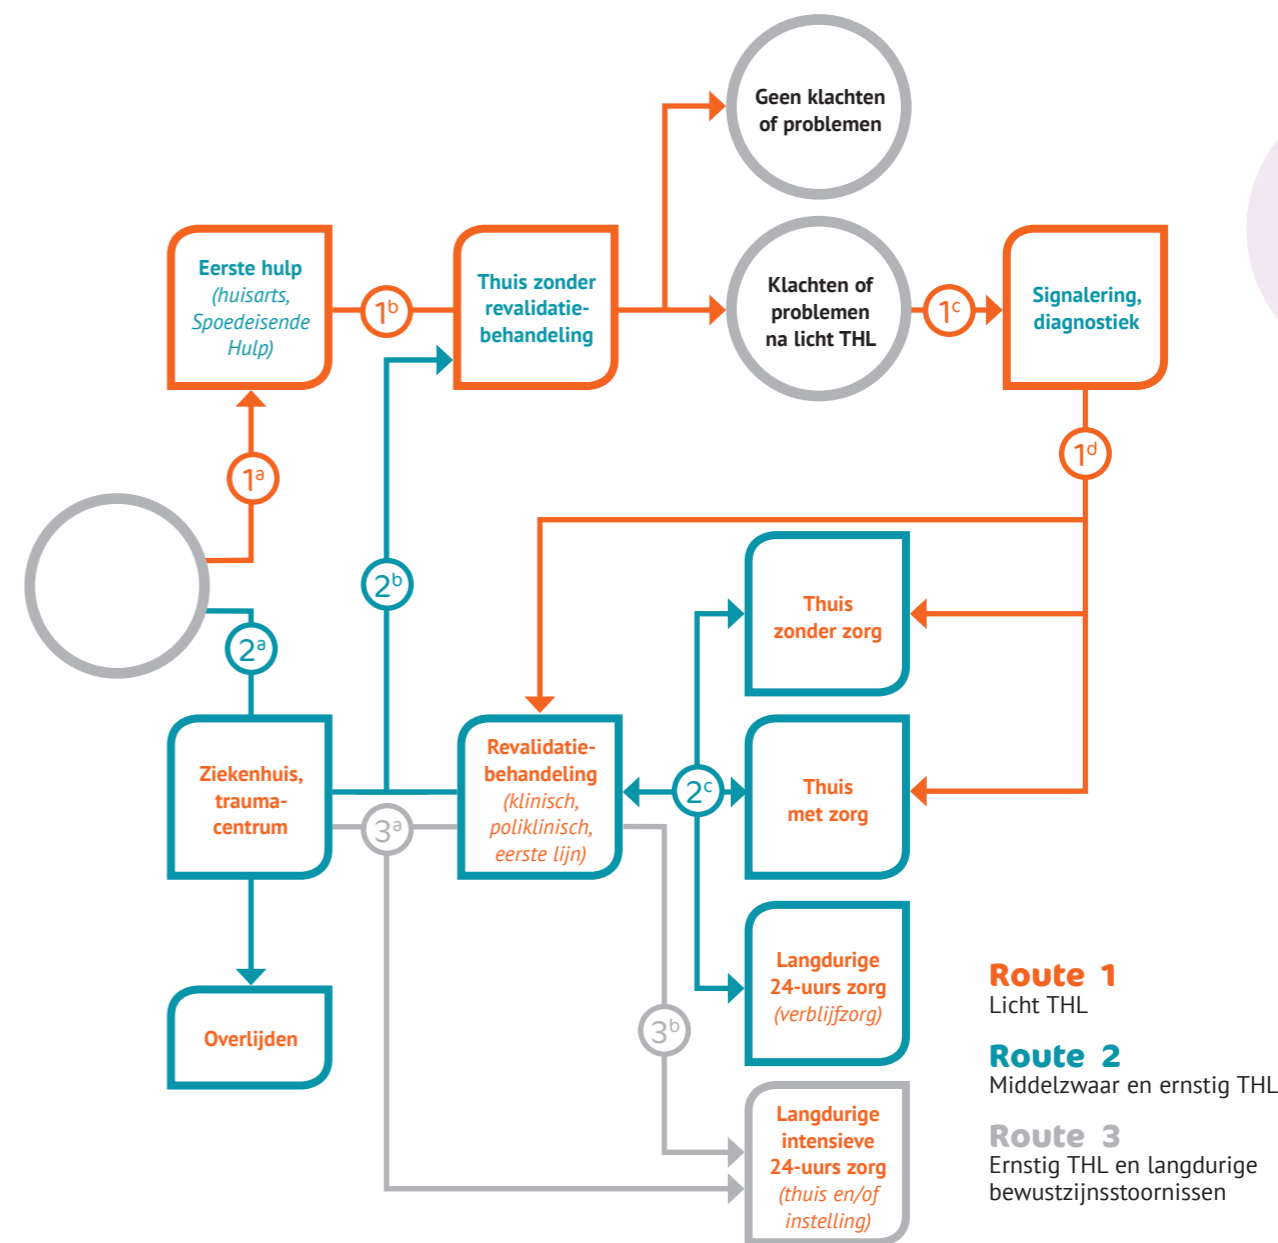 Geen klachten
of problemen
Eerste hulp
(huisarts,
Spoedeisende
Hulp)
1b
Thuis zonder
revalidatie-
behandeling
Klachten of
problemen
na licht THL
1c
Signalering,
diagnostiek
1a
1d
2b
2a
Thuis
zonder zorg
Ziekenhuis,
trauma-
centrum
3a
Revalidatie-
behandeling
(klinisch,
poliklinisch,
eerste lijn)
2c
Thuis
met zorg
Overlijden
3b
Langdurige
24-uurs zorg
(verblijfzorg)
Langdurige
intensieve
24-uurs zorg
(thuis en/of
instelling)
Route 1
Licht THL
Route 2
Middelzwaar en ernstig THL
Route 3
Ernstig THL en langdurige
bewustzijnsstoornissen